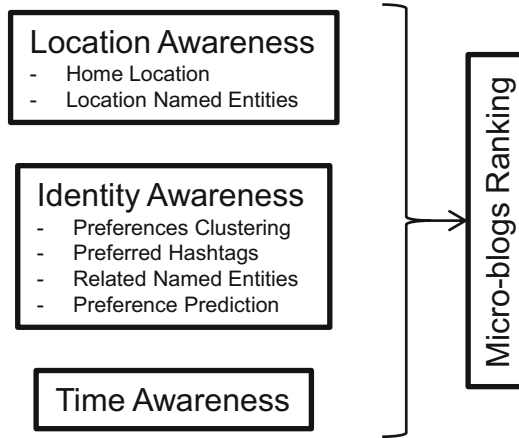 Location Awareness
- Home Location
- Location Named Entities
Identity Awareness
- Preferences Clustering
- Preferred Hashtags
- Related Named Entities
- Preference Prediction
Time Awareness
Micro-blogs Ranking